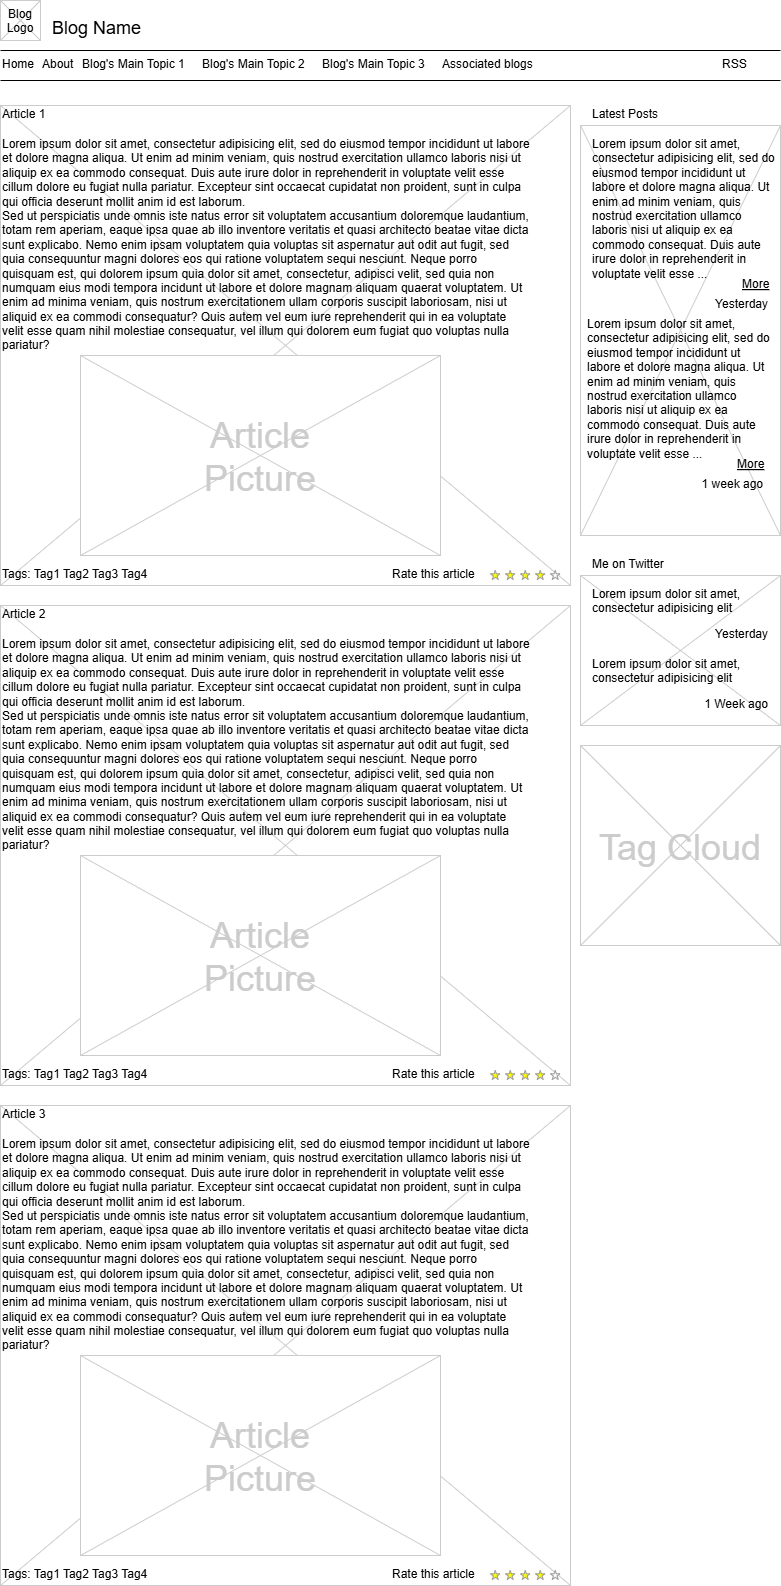 Blog
Logo
Blog Name
Home About Blog's Main Topic 1 Blog's Main Topic 2 Blog's Main Topic 3 Associated blogs RSS
Article 1
Lorem ipsum dolor sit amet, consectetur adipisicing elit, sed do eiusmod tempor incididunt ut labore
et dolore magna aliqua. Ut enim ad minim veniam, quis nostrud exercitation ullamco laboris nisi ut
aliquip ex ea commodo consequat. Duis aute irure dolor in reprehenderit in voluptate velit esse
cillum dolore eu fugiat nulla pariatur. Excepteur sint occaecat cupidatat non proident, sunt in culpa
qui officia deserunt mollit anim id est laborum.
Sed ut perspiciatis unde omnis iste natus error sit voluptatem accusantium doloremque laudantium,
totam rem aperiam, eaque ipsa quae ab illo inventore veritatis et quasi architecto beatae vitae dicta
sunt explicabo. Nemo enim ipsam voluptatem quia voluptas sit aspernatur aut odit aut fugit, sed
quia consequuntur magni dolores eos qui ratione voluptatem sequi nesciunt. Neque porro
quisquam est, qui dolorem ipsum quia dolor sit amet, consectetur, adipisci velit, sed quia non
numquam eius modi tempora incidunt ut labore et dolore magnam aliquam quaerat voluptatem. Ut
enim ad minima veniam, quis nostrum exercitationem ullam corporis suscipit laboriosam, nisi ut
aliquid ex ea commodi consequatur? Quis autem vel eum iure reprehenderit qui in ea voluptate
velit esse quam nihil molestiae consequatur, vel illum qui dolorem eum fugiat quo voluptas nulla
pariatur?
Article
Picture
Tags: Tag1 Tag2 Tag3 Tag4 Rate this article
Article 2
Lorem ipsum dolor sit amet, consectetur adipisicing elit, sed do eiusmod tempor incididunt ut labore
et dolore magna aliqua. Ut enim ad minim veniam, quis nostrud exercitation ullamco laboris nisi ut
aliquip ex ea commodo consequat. Duis aute irure dolor in reprehenderit in voluptate velit esse
cillum dolore eu fugiat nulla pariatur. Excepteur sint occaecat cupidatat non proident, sunt in culpa
qui officia deserunt mollit anim id est laborum.
Sed ut perspiciatis unde omnis iste natus error sit voluptatem accusantium doloremque laudantium,
totam rem aperiam, eaque ipsa quae ab illo inventore veritatis et quasi architecto beatae vitae dicta
sunt explicabo. Nemo enim ipsam voluptatem quia voluptas sit aspernatur aut odit aut fugit, sed
quia consequuntur magni dolores eos qui ratione voluptatem sequi nesciunt. Neque porro
quisquam est, qui dolorem ipsum quia dolor sit amet, consectetur, adipisci velit, sed quia non
numquam eius modi tempora incidunt ut labore et dolore magnam aliquam quaerat voluptatem. Ut
enim ad minima veniam, quis nostrum exercitationem ullam corporis suscipit laboriosam, nisi ut
aliquid ex ea commodi consequatur? Quis autem vel eum iure reprehenderit qui in ea voluptate
velit esse quam nihil molestiae consequatur, vel illum qui dolorem eum fugiat quo voluptas nulla
pariatur?
Article
Picture
Tags: Tag1 Tag2 Tag3 Tag4 Rate this article
Article 3
Lorem ipsum dolor sit amet, consectetur adipisicing elit, sed do eiusmod tempor incididunt ut labore
et dolore magna aliqua. Ut enim ad minim veniam, quis nostrud exercitation ullamco laboris nisi ut
aliquip ex ea commodo consequat. Duis aute irure dolor in reprehenderit in voluptate velit esse
cillum dolore eu fugiat nulla pariatur. Excepteur sint occaecat cupidatat non proident, sunt in culpa
qui officia deserunt mollit anim id est laborum.
Sed ut perspiciatis unde omnis iste natus error sit voluptatem accusantium doloremque laudantium,
totam rem aperiam, eaque ipsa quae ab illo inventore veritatis et quasi architecto beatae vitae dicta
sunt explicabo. Nemo enim ipsam voluptatem quia voluptas sit aspernatur aut odit aut fugit, sed
quia consequuntur magni dolores eos qui ratione voluptatem sequi nesciunt. Neque porro
quisquam est, qui dolorem ipsum quia dolor sit amet, consectetur, adipisci velit, sed quia non
numquam eius modi tempora incidunt ut labore et dolore magnam aliquam quaerat voluptatem. Ut
enim ad minima veniam, quis nostrum exercitationem ullam corporis suscipit laboriosam, nisi ut
aliquid ex ea commodi consequatur? Quis autem vel eum iure reprehenderit qui in ea voluptate
velit esse quam nihil molestiae consequatur, vel illum qui dolorem eum fugiat quo voluptas nulla
pariatur?
Article
Picture
Tags: Tag1 Tag2 Tag3 Tag4 Rate this article
Latest Posts
Lorem ipsum dolor sit amet,
consectetur adipisicing elit, sed do
eiusmod tempor incididunt ut
labore et dolore magna aliqua. Ut
enim ad minim veniam, quis
nostrud exercitation ullamco
laboris nisi ut aliquip ex ea
commodo consequat. Duis aute
irure dolor in reprehenderit in
voluptate velit esse ...
More
Yesterday
Lorem ipsum dolor sit amet,
consectetur adipisicing elit, sed do
eiusmod tempor incididunt ut
labore et dolore magna aliqua. Ut
enim ad minim veniam, quis
nostrud exercitation ullamco
laboris nisi ut aliquip ex ea
commodo consequat. Duis aute
irure dolor in reprehenderit in
voluptate velit esse ...
More
1 week ago
Me on Twitter
Lorem ipsum dolor sit amet,
consectetur adipisicing elit
Yesterday
Lorem ipsum dolor sit amet,
consectetur adipisicing elit
1 Week ago
Tag Cloud